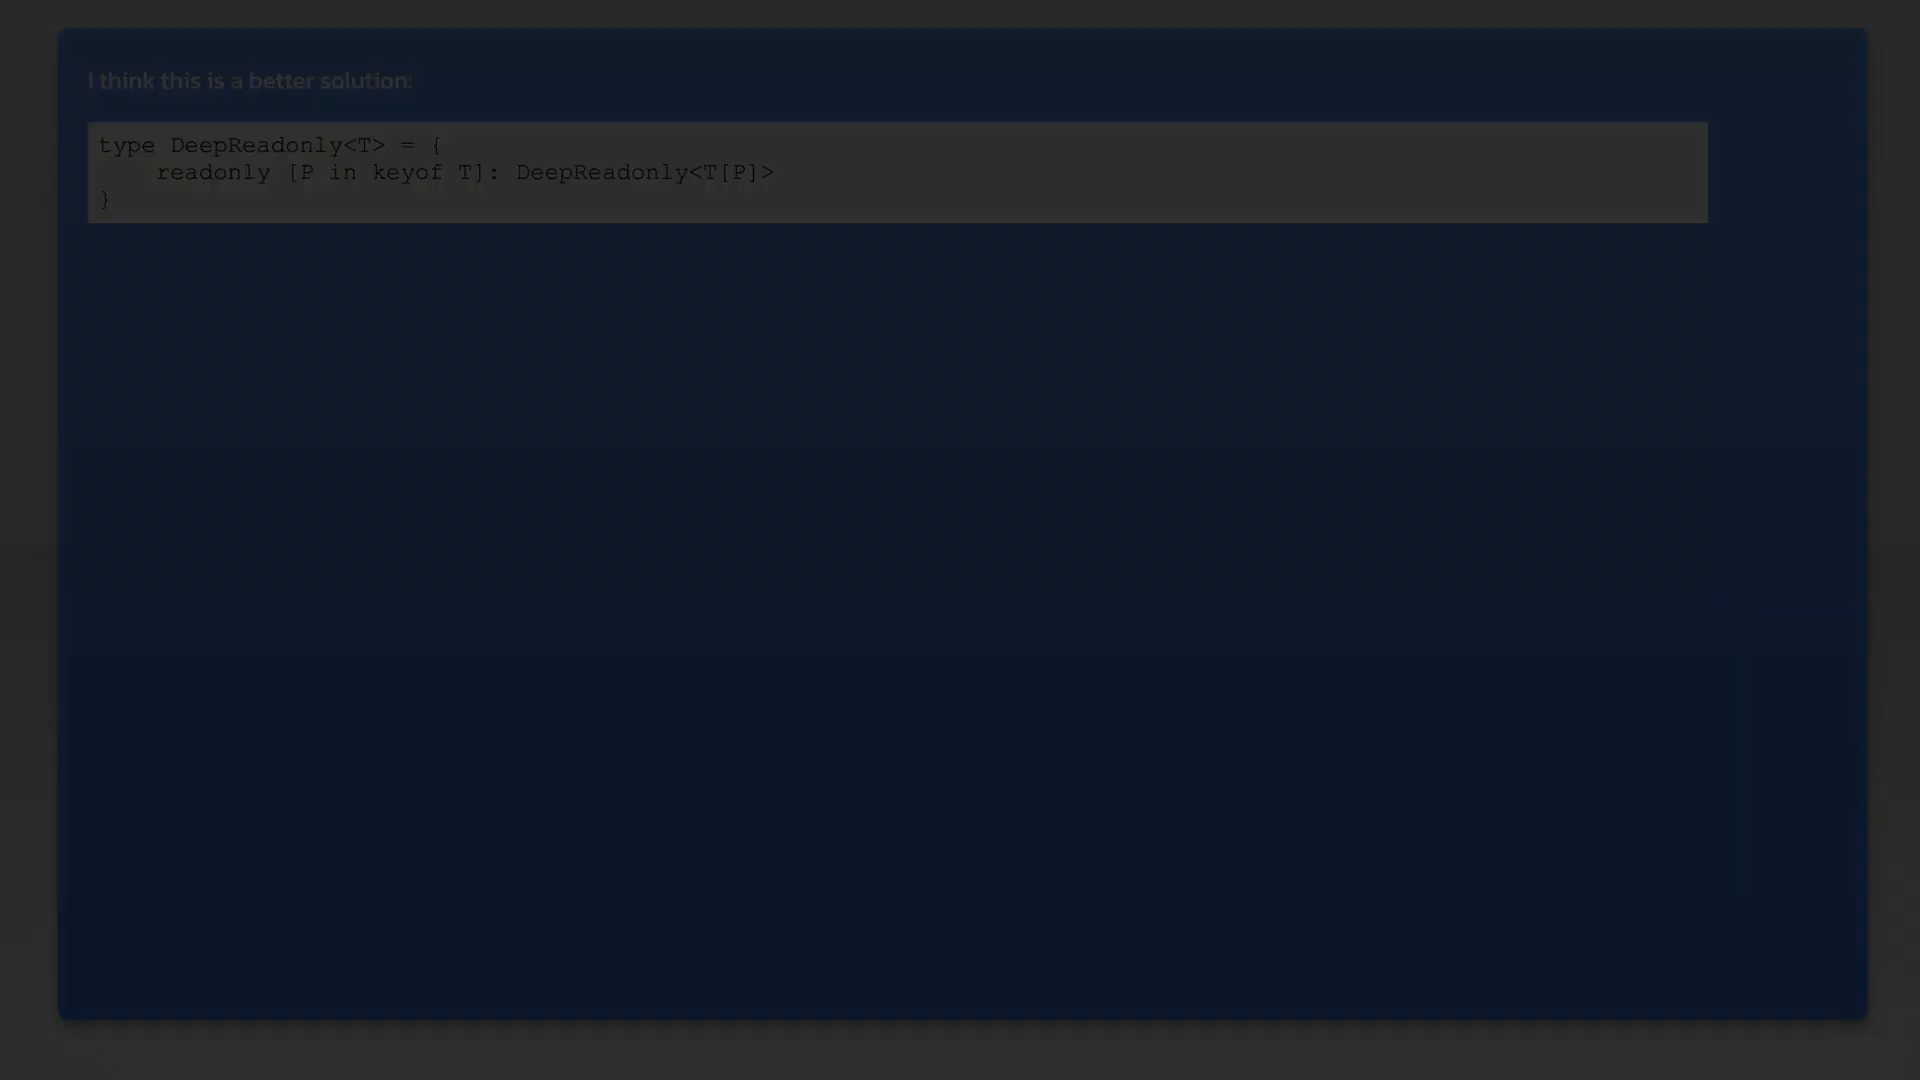 I think this is a better solution:
type DeepReadonly<T> = {
    readonly [P in keyof T]: DeepReadonly<T[P]>
}